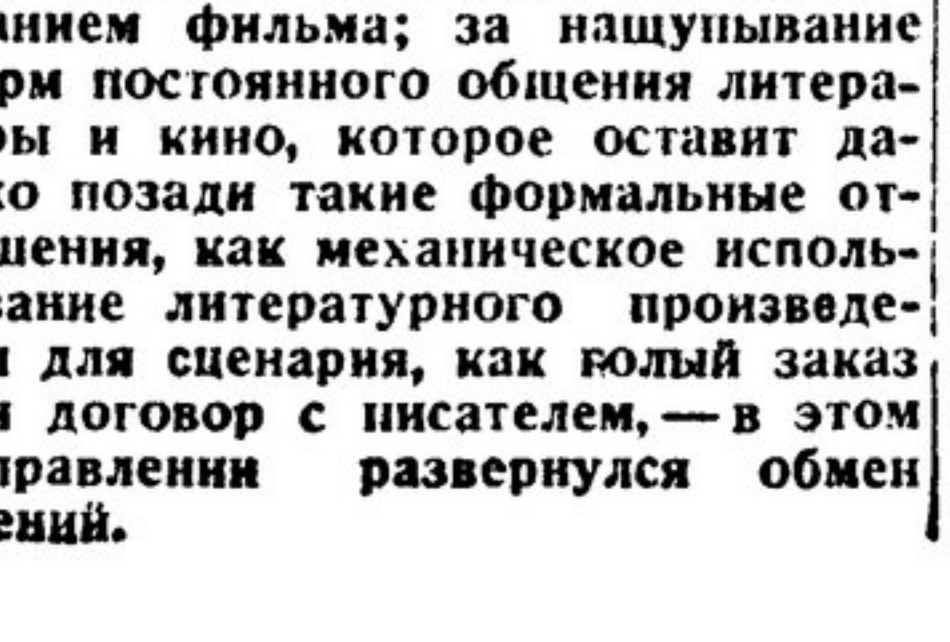 анием фильма; за нащупывание
рм постоянного общения литера-
ры и кино, которое оставит да-
ко позади такие формальные от-
шения, как механическое исполь-
вание литературного произведе-
для сценария, как голый заказ
договор с писателем,—в этом
правлении развернулся обмен
ений.